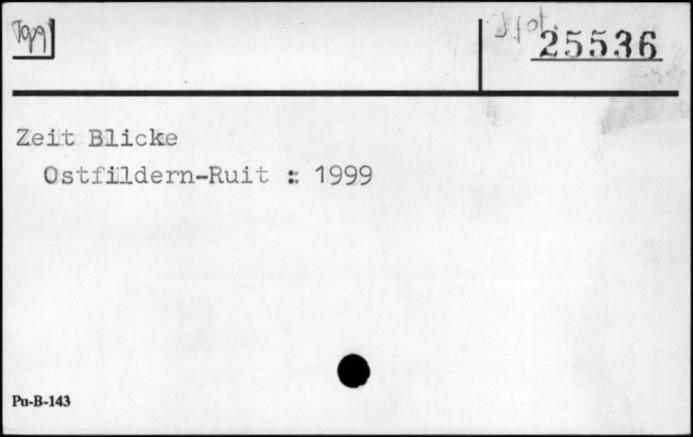 25536
Zeit Blicke
Ostfildern-Ruit : 1999
Pu-B-143